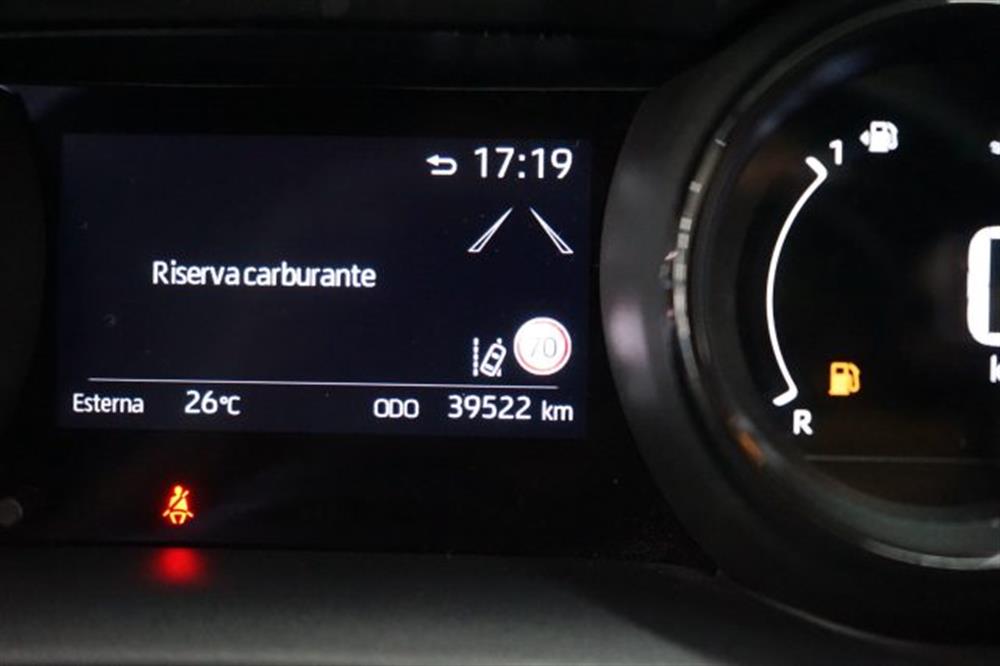 17:19
1
Riserva carburante
70
Esterna 26°C ODO 39522 km
R